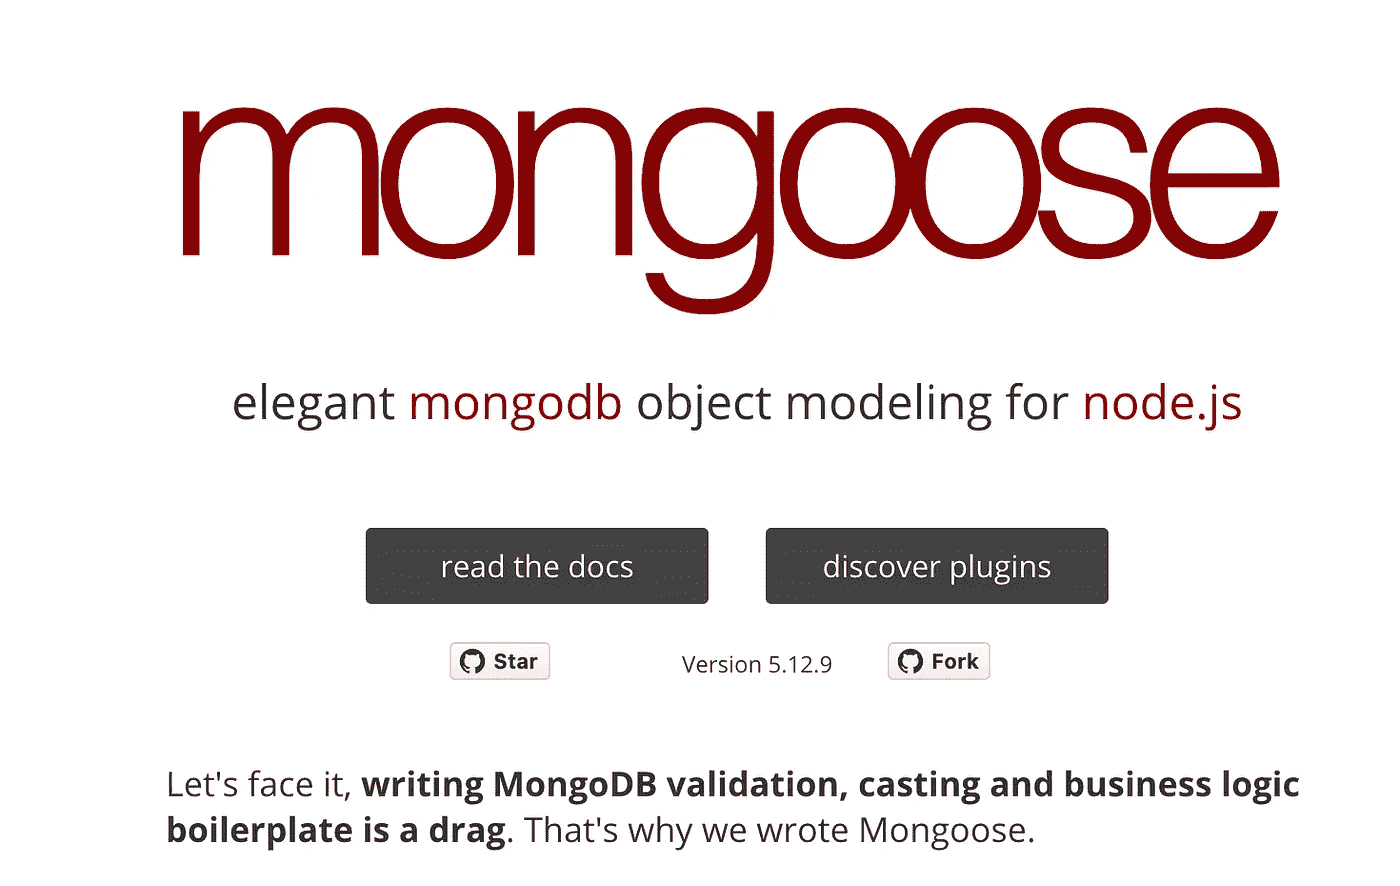 mongoose
elegant mongodb object modeling for node.js
read the docs
discover plugins
Star
Version 5.12.9
Fork
Let's face it, writing MongoDB validation, casting and business logic
boilerplate is a drag. That's why we wrote Mongoose.